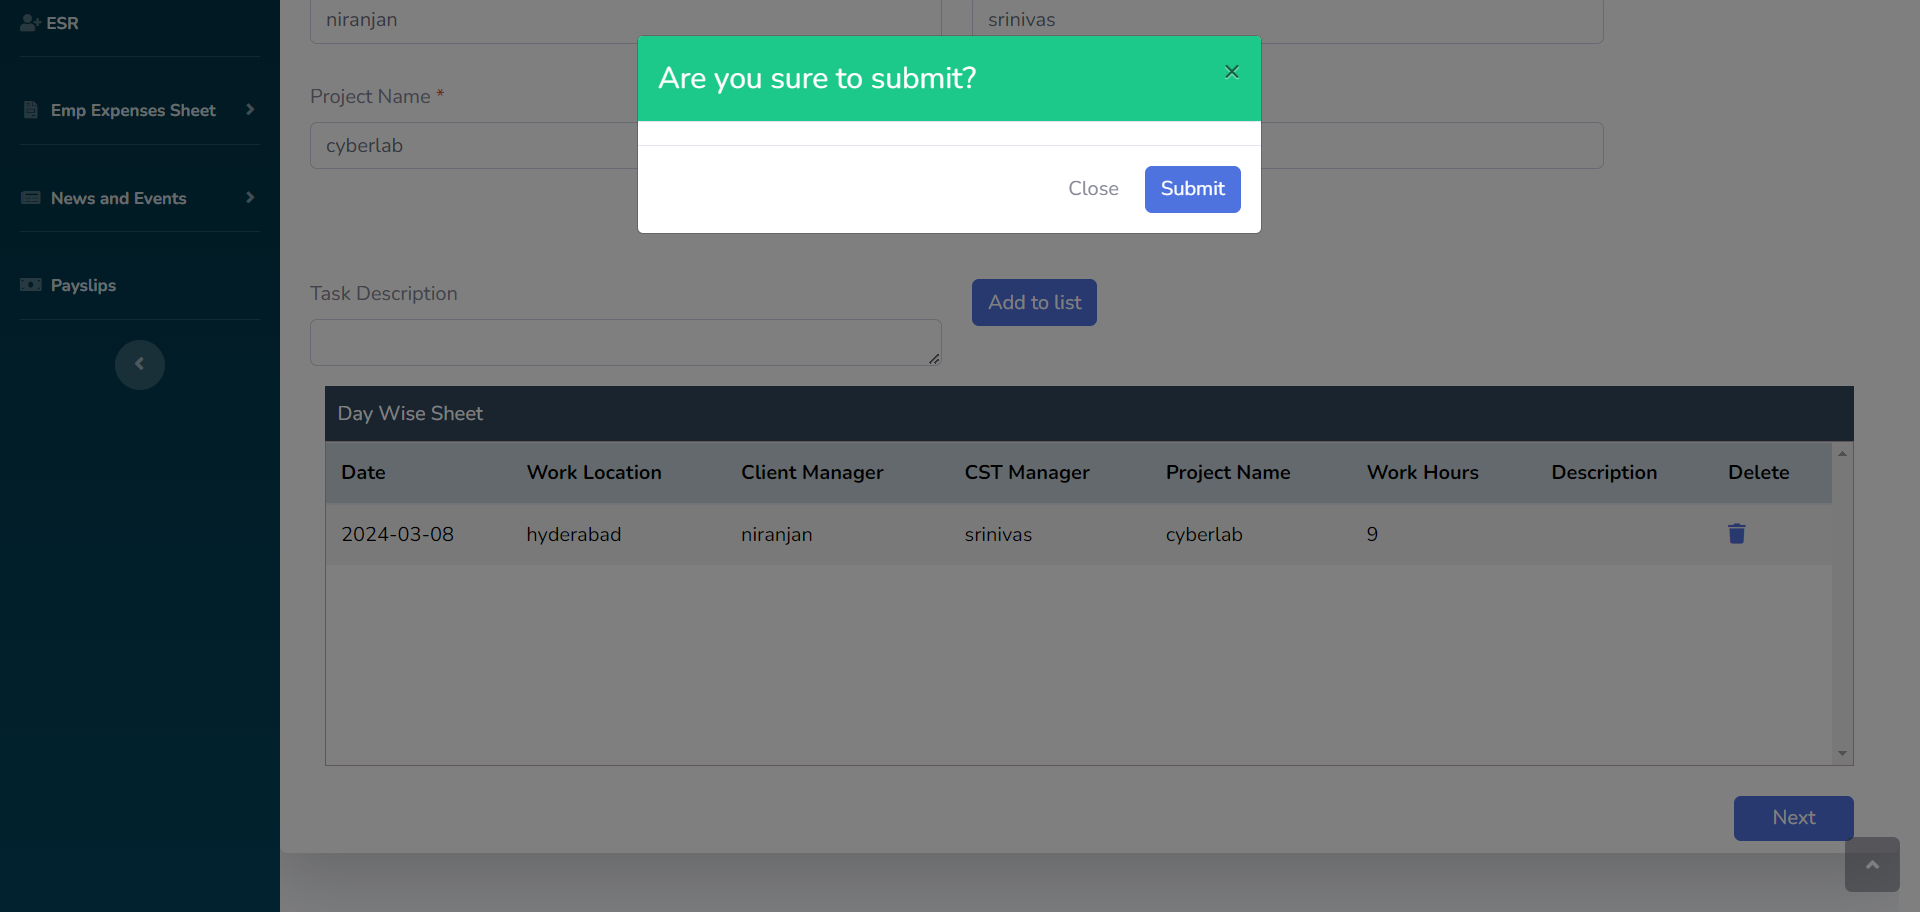 ESR
Emp Expenses Sheet
News and Events
Payslips
niranjan
srinivas
Are you sure to submit?
×
Project Name *
cyberlab
Close
Submit
Task Description
Add to list
Day Wise Sheet
Date Work Location Client Manager CST Manager Project Name Work Hours Description Delete
2024-03-08 hyderabad niranjan srinivas cyberlab 9
Next